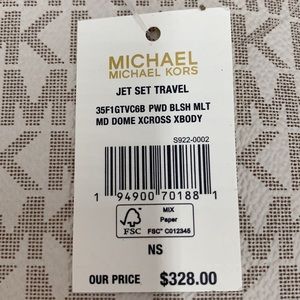 MICHAEL
MICHAEL KORS
JET SET TRAVEL
35F1GTVC6B PWD BLSH MLT
MD DOME XCROSS XBODY
S922-0002
1 94900 70188 1
FSC
MIX
Paper
FSC® C012345
NS
OUR PRICE $328.00